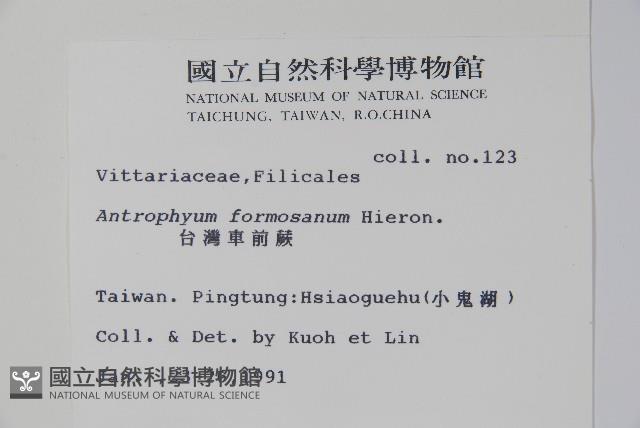 國立自然科學博物館
NATIONAL MUSEUM OF NATURAL SCIENCE
TAICHUNG, TAIWAN, R.O.CHINA
coll. no.123
Vittariaceae,Filicales
Antrophyum formosanum Hieron.
台灣車前蕨
Taiwan. Pingtung:Hsiaoguehu(小鬼湖)
Coll. & Det. by Kuoh et Lin
1991
國立自然科學博物館
NATIONAL MUSEUM OF NATURAL SCIENCE